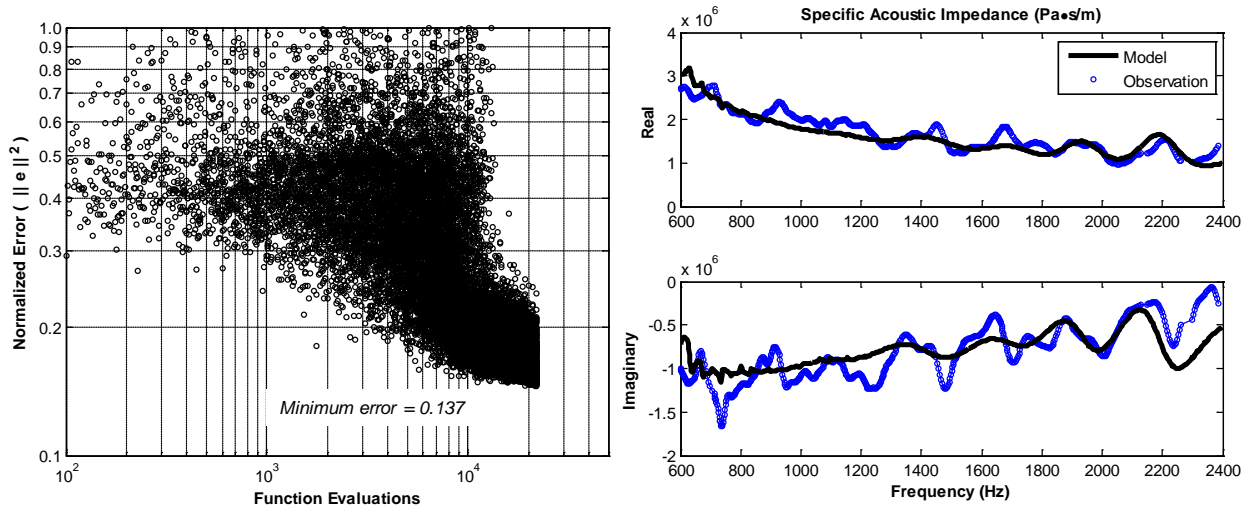 1.0
0.9
0.8
0.7
0.6
0.5
0.4
0.3
0.2
0.1
Normalized Error ( || e || ² )
Minimum error = 0.137
10² 10³ 10⁴
Function Evaluations
Specific Acoustic Impedance (Pa•s/m)
x 10⁶
4
3
2
1
0
Real
Model
Observation
600 800 1000 1200 1400 1600 1800 2000 2200 2400
x 10⁶
0
-0.5
-1
-1.5
-2
Imaginary
600 800 1000 1200 1400 1600 1800 2000 2200 2400
Frequency (Hz)